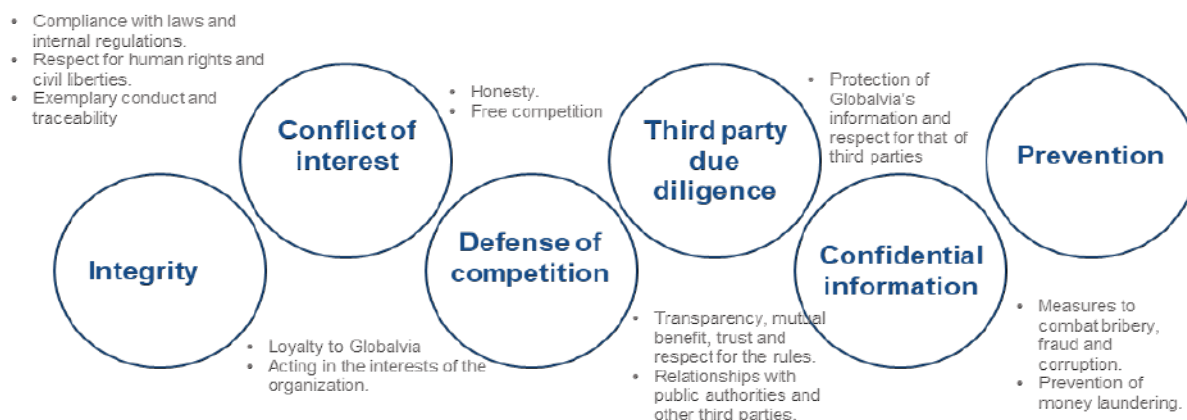 • Compliance with laws and
internal regulations.
• Respect for human rights and
civil liberties.
• Exemplary conduct and
traceability
Integrity
Conflict of
interest
• Loyalty to Globalvia
• Acting in the interests of the
organization.
• Honesty.
• Free competition
Defense of
competition
Third party
due
diligence
• Transparency, mutual
benefit, trust and
respect for the rules.
• Relationships with
public authorities and
other third parties.
• Protection of
Globalvia's
information and
respect for that of
third parties
Confidential
information
Prevention
• Measures to
combat bribery,
fraud and
corruption.
• Prevention of
money laundering.